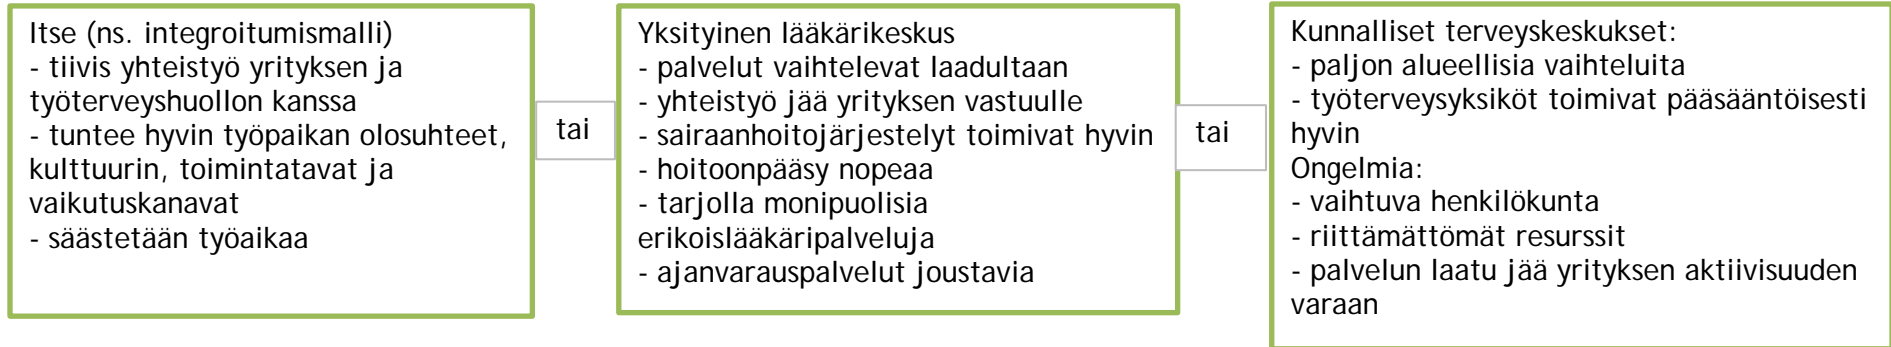 Itse (ns. integroitumismalli)
- tiivis yhteistyö yrityksen ja
työterveyshuollon kanssa
- tuntee hyvin työpaikan olosuhteet,
kulttuurin, toimintatavat ja
vaikutuskanavat
- säästetään työaikaa
tai
Yksityinen lääkärikeskus
- palvelut vaihtelevat laadultaan
- yhteistyö jää yrityksen vastuulle
- sairaanhoitojärjestelyt toimivat hyvin
- hoitoonpääsy nopeaa
- tarjolla monipuolisia
erikoislääkäripalveluja
- ajanvarauspalvelut joustavia
tai
Kunnalliset terveyskeskukset:
- paljon alueellisia vaihteluita
- työterveysyksiköt toimivat pääsääntöisesti
hyvin
Ongelmia:
- vaihtuva henkilökunta
- riittämättömät resurssit
- palvelun laatu jää yrityksen aktiivisuuden
varaan